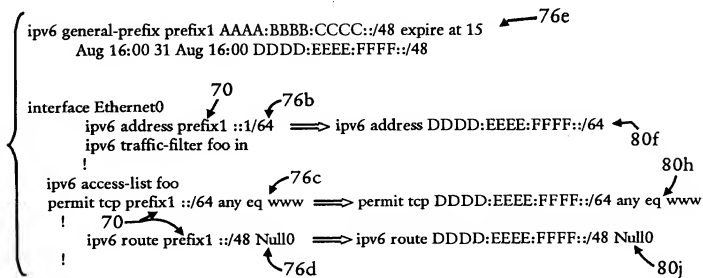 ipv6 general-prefix prefix1 AAAA:BBBB:CCCC::/48 expire at 15 76e
Aug 16:00 31 Aug 16:00 DDDD:EEEE:FFFF::/48
70
interface Ethernet0 76b
ipv6 address prefix1 ::1/64 ⟹ ipv6 address DDDD:EEEE:FFFF::/64
ipv6 traffic-filter foo in 80f
!
ipv6 access-list foo 76c 80h
permit tcp prefix1 ::/64 any eq www ⟹ permit tcp DDDD:EEEE:FFFF::/64 any eq www
! 70
ipv6 route prefix1 ::/48 Null0 ⟹ ipv6 route DDDD:EEEE:FFFF::/48 Null0
! 76d 80j